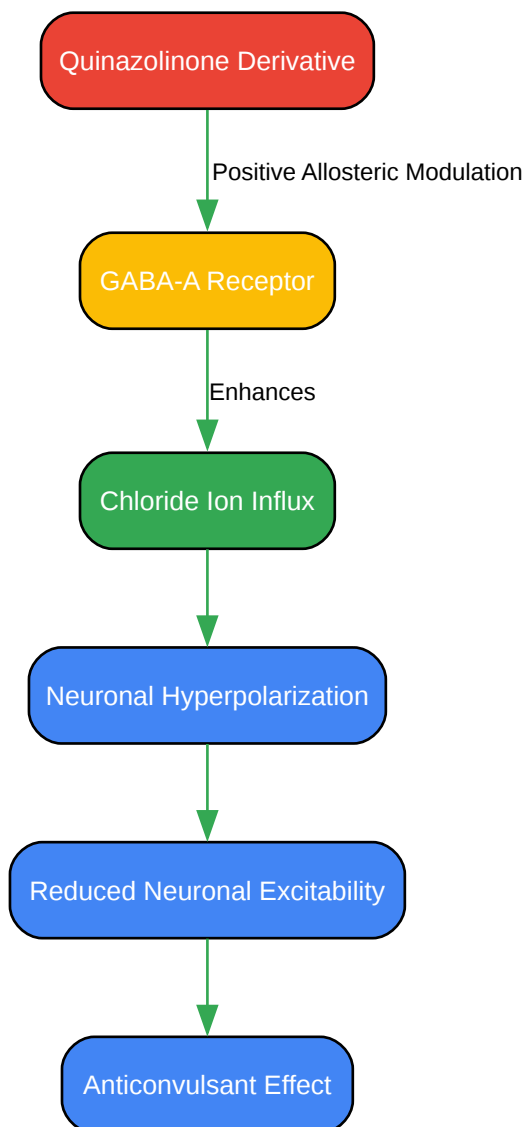 Quinazolinone Derivative
Positive Allosteric Modulation
GABA-A Receptor
Enhances
Chloride Ion Influx
Neuronal Hyperpolarization
Reduced Neuronal Excitability
Anticonvulsant Effect